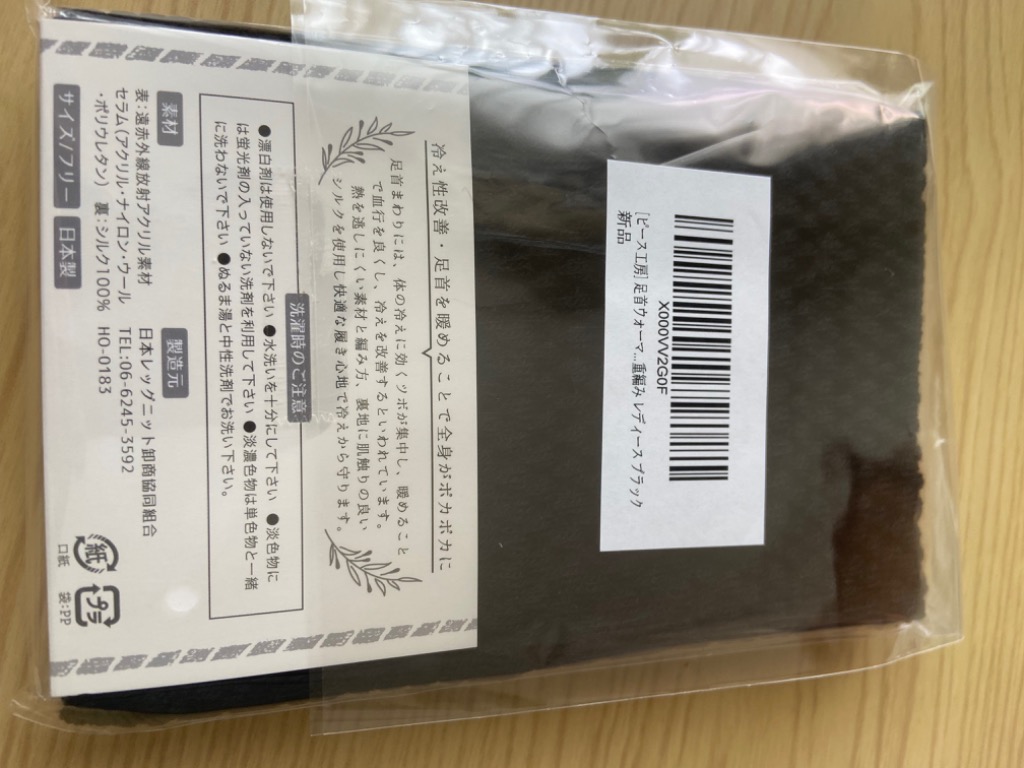 冷え性改善・足首を暖めることで全身がポカポカに
足首まわりには、体の冷えに効くツボが集中し、暖めること
で血行を良くし、冷えを改善するといわれています。
熱を逃しにくい素材と編み方、裏地に肌触りの良い
シルクを使用し快適な履き心地で冷えから守ります。
洗濯時のご注意
●漂白剤は使用しないで下さい ●水洗いを十分にして下さい ●淡色物に
は蛍光剤の入っていない洗剤を利用して下さい ●淡濃色物は単色物と一緒
に洗わないで下さい ●ぬるま湯と中性洗剤でお洗い下さい。
素材
表：遠赤外線放射アクリル素材
セラム(アクリル・ナイロン・ウール
・ポリウレタン) 裏：シルク100%
サイズ/フリー 日本製
製造元
日本レッグニット卸商協同組合
TEL:06-6245-3592
HO-0183
紙
口紙
プラ
袋:PP
X000VV2G0F
[ピース工房] 足首ウォーマ...重編み レディース ブラック
新品